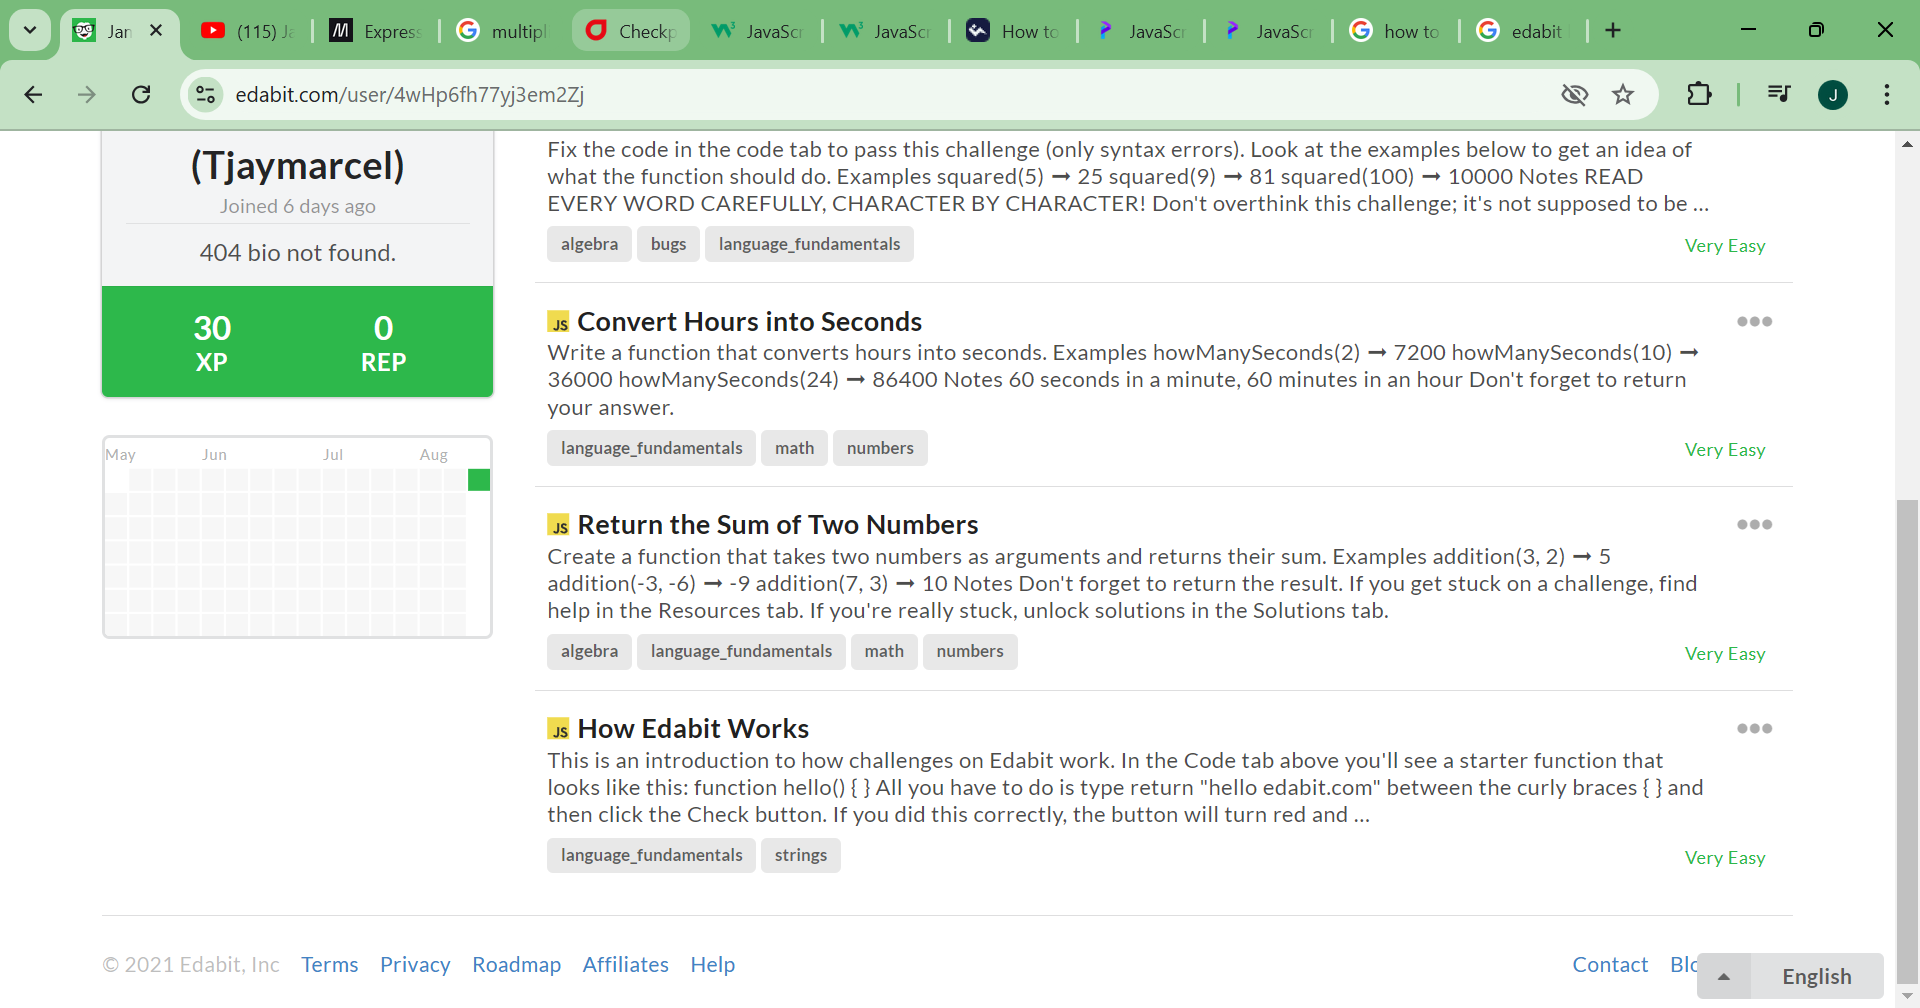 Jan
(115) Ja
Express
multipl
Checkp
JavaScr
JavaScr
How to
JavaScr
JavaScr
how to
edabit
edabit.com/user/4wHp6fh77yj3em2Zj
J
(Tjaymarcel)
Joined 6 days ago
404 bio not found.
30 0
XP REP
May Jun Jul Aug
Fix the code in the code tab to pass this challenge (only syntax errors). Look at the examples below to get an idea of
what the function should do. Examples squared(5) ➞ 25 squared(9) ➞ 81 squared(100) ➞ 10000 Notes READ
EVERY WORD CAREFULLY, CHARACTER BY CHARACTER! Don't overthink this challenge; it's not supposed to be ...
algebra bugs language_fundamentals
Very Easy
JS Convert Hours into Seconds
Write a function that converts hours into seconds. Examples howManySeconds(2) ➞ 7200 howManySeconds(10) ➞
36000 howManySeconds(24) ➞ 86400 Notes 60 seconds in a minute, 60 minutes in an hour Don't forget to return
your answer.
language_fundamentals math numbers
Very Easy
JS Return the Sum of Two Numbers
Create a function that takes two numbers as arguments and returns their sum. Examples addition(3, 2) ➞ 5
addition(-3, -6) ➞ -9 addition(7, 3) ➞ 10 Notes Don't forget to return the result. If you get stuck on a challenge, find
help in the Resources tab. If you're really stuck, unlock solutions in the Solutions tab.
algebra language_fundamentals math numbers
Very Easy
JS How Edabit Works
This is an introduction to how challenges on Edabit work. In the Code tab above you'll see a starter function that
looks like this: function hello() { } All you have to do is type return "hello edabit.com" between the curly braces { } and
then click the Check button. If you did this correctly, the button will turn red and ...
language_fundamentals strings
Very Easy
© 2021 Edabit, Inc Terms Privacy Roadmap Affiliates Help
Contact Blo
English